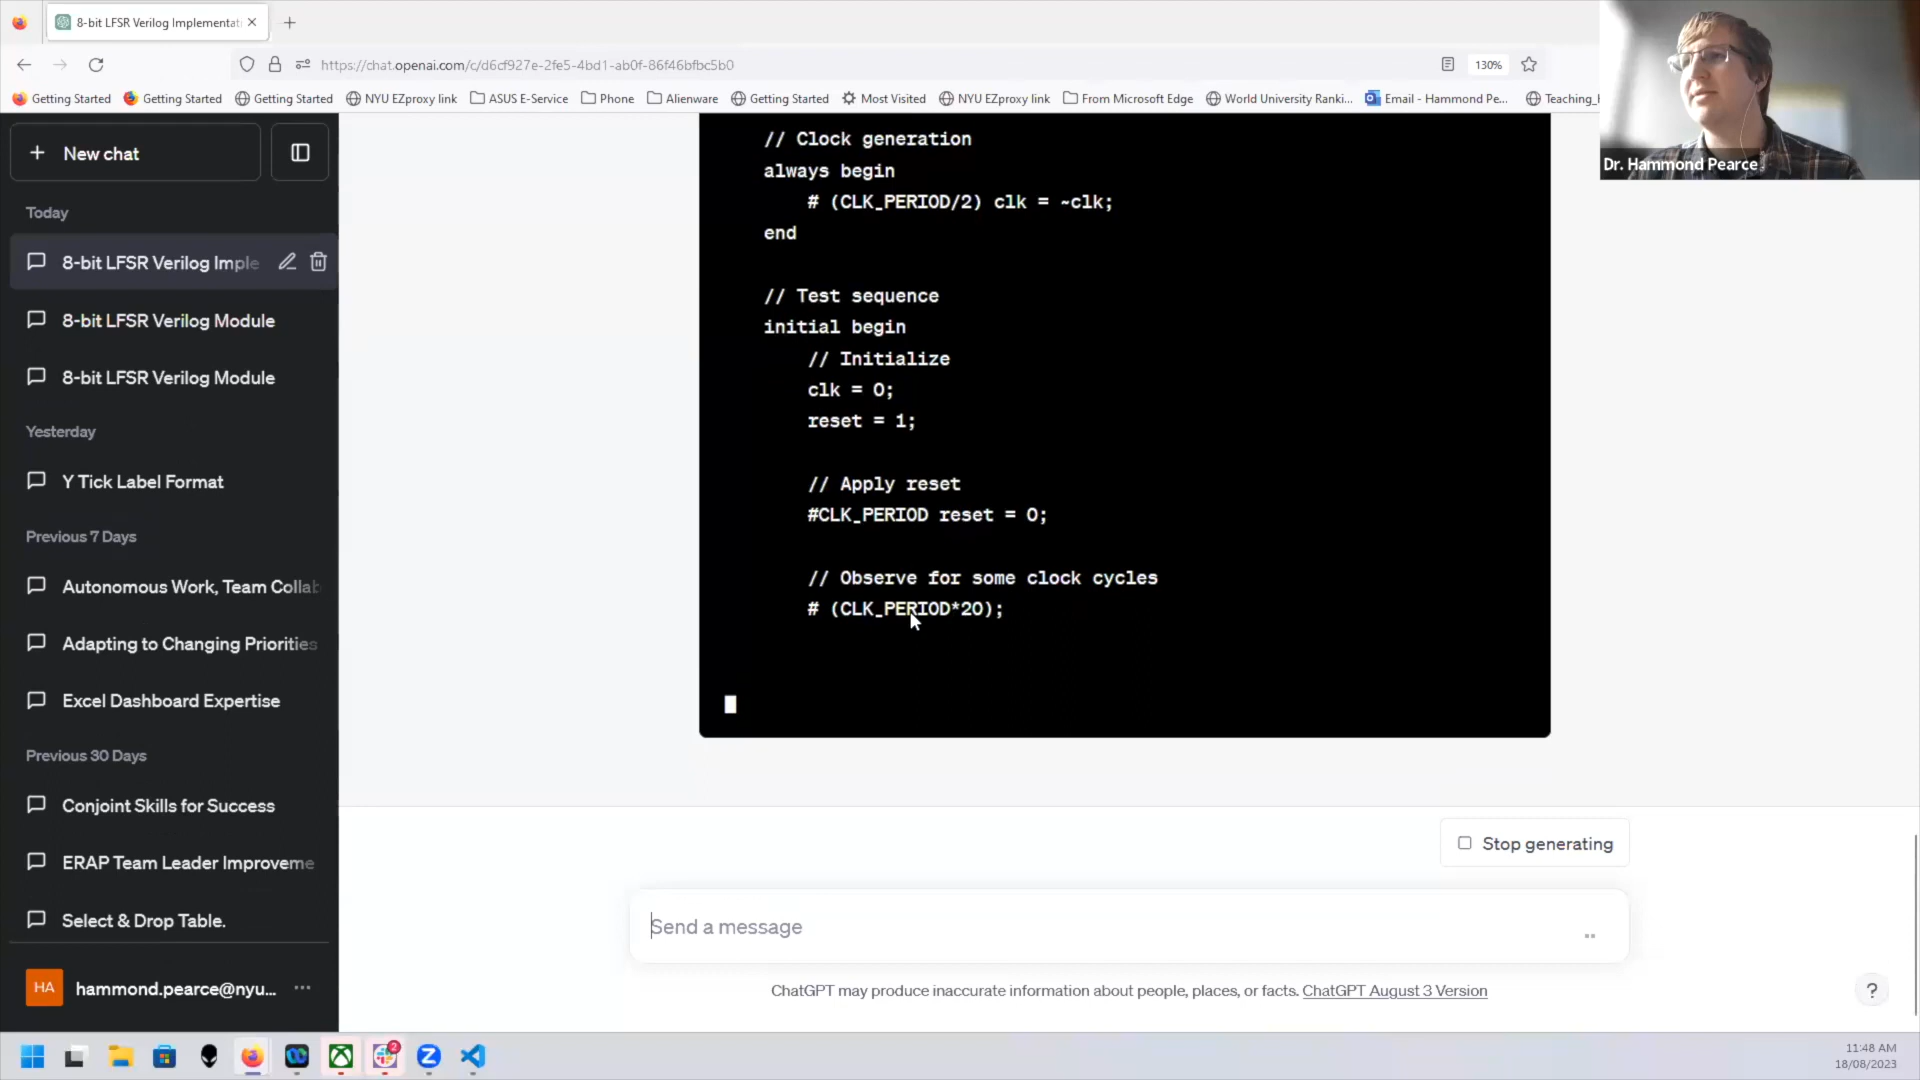 8-bit LFSR Verilog Implementat
https://chat.openai.com/c/d6cf927e-2fe5-4bd1-ab0f-86f46bfbc5b0
130%
Getting Started
Getting Started
Getting Started
NYU EZproxy link
ASUS E-Service
Phone
Alienware
Getting Started
Most Visited
NYU EZproxy link
From Microsoft Edge
World University Ranki...
Email - Hammond Pe...
Teaching_
Dr. Hammond Pearce
New chat
Today
8-bit LFSR Verilog Imple
8-bit LFSR Verilog Module
8-bit LFSR Verilog Module
Yesterday
Y Tick Label Format
Previous 7 Days
Autonomous Work, Team Collab
Adapting to Changing Priorities
Excel Dashboard Expertise
Previous 30 Days
Conjoint Skills for Success
ERAP Team Leader Improveme
Select & Drop Table.
HA
hammond.pearce@nyu...
// Clock generation
always begin
# (CLK_PERIOD/2) clk = ~clk;
end
// Test sequence
initial begin
// Initialize
clk = 0;
reset = 1;
// Apply reset
#CLK_PERIOD reset = 0;
// Observe for some clock cycles
# (CLK_PERIOD*20);
Stop generating
Send a message
ChatGPT may produce inaccurate information about people, places, or facts. ChatGPT August 3 Version
?
2
11:48 AM
18/08/2023